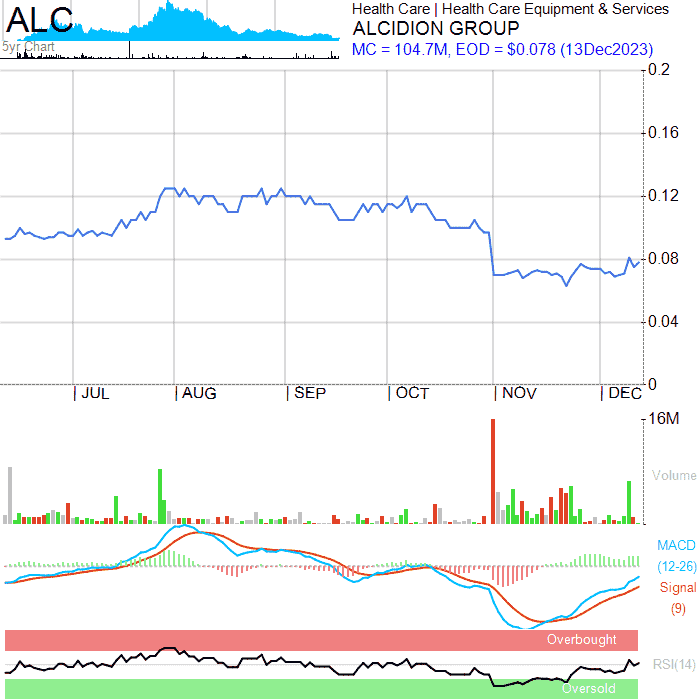 ALC
5yr Chart
Health Care | Health Care Equipment & Services
ALCIDION GROUP
MC = 104.7M, EOD = $0.078 (13Dec2023)
0.2
0.16
0.12
0.08
0.04
0
| JUL | AUG | SEP | OCT | NOV | DEC
16M
Volume
MACD
(12-26)
Signal
(9)
Overbought
RSI(14)
Oversold